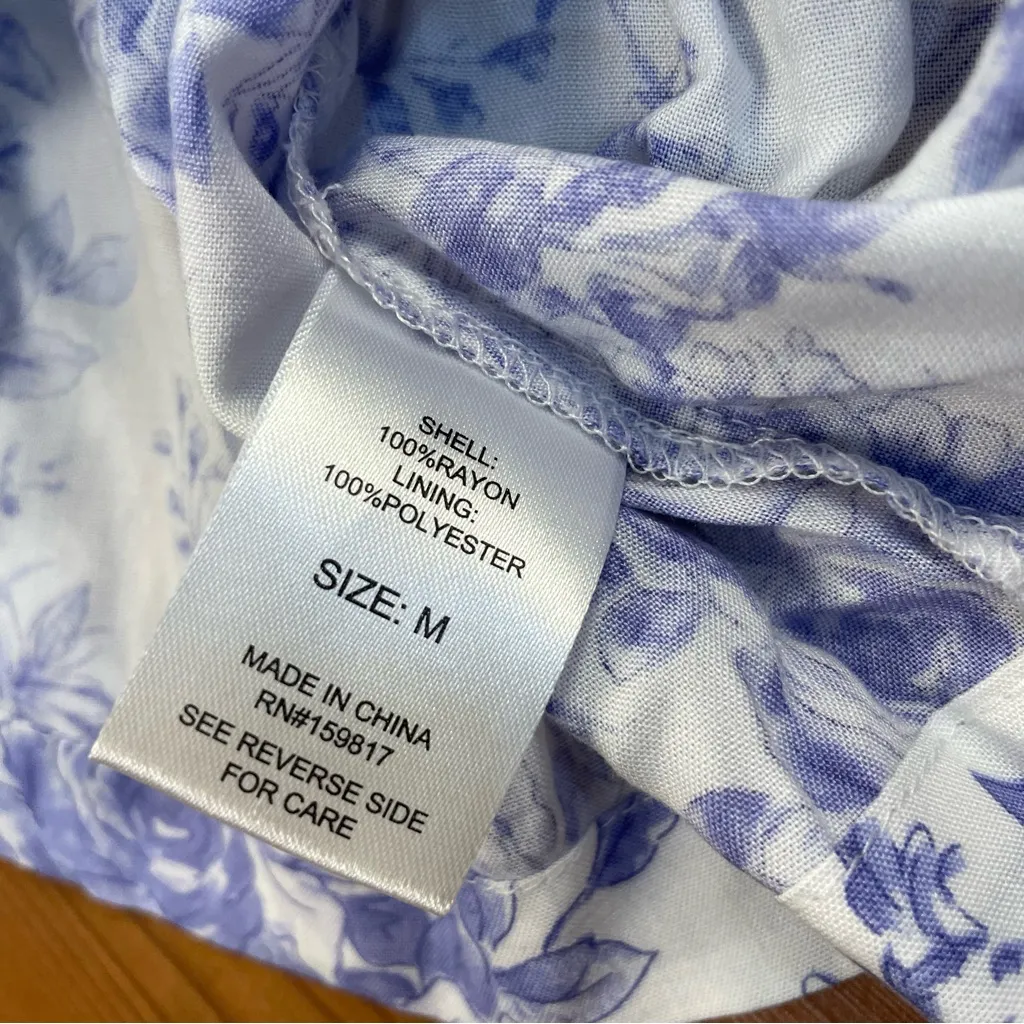 SHELL:
100%RAYON
LINING:
100%POLYESTER
SIZE: M
MADE IN CHINA
RN#159817
SEE REVERSE SIDE
FOR CARE